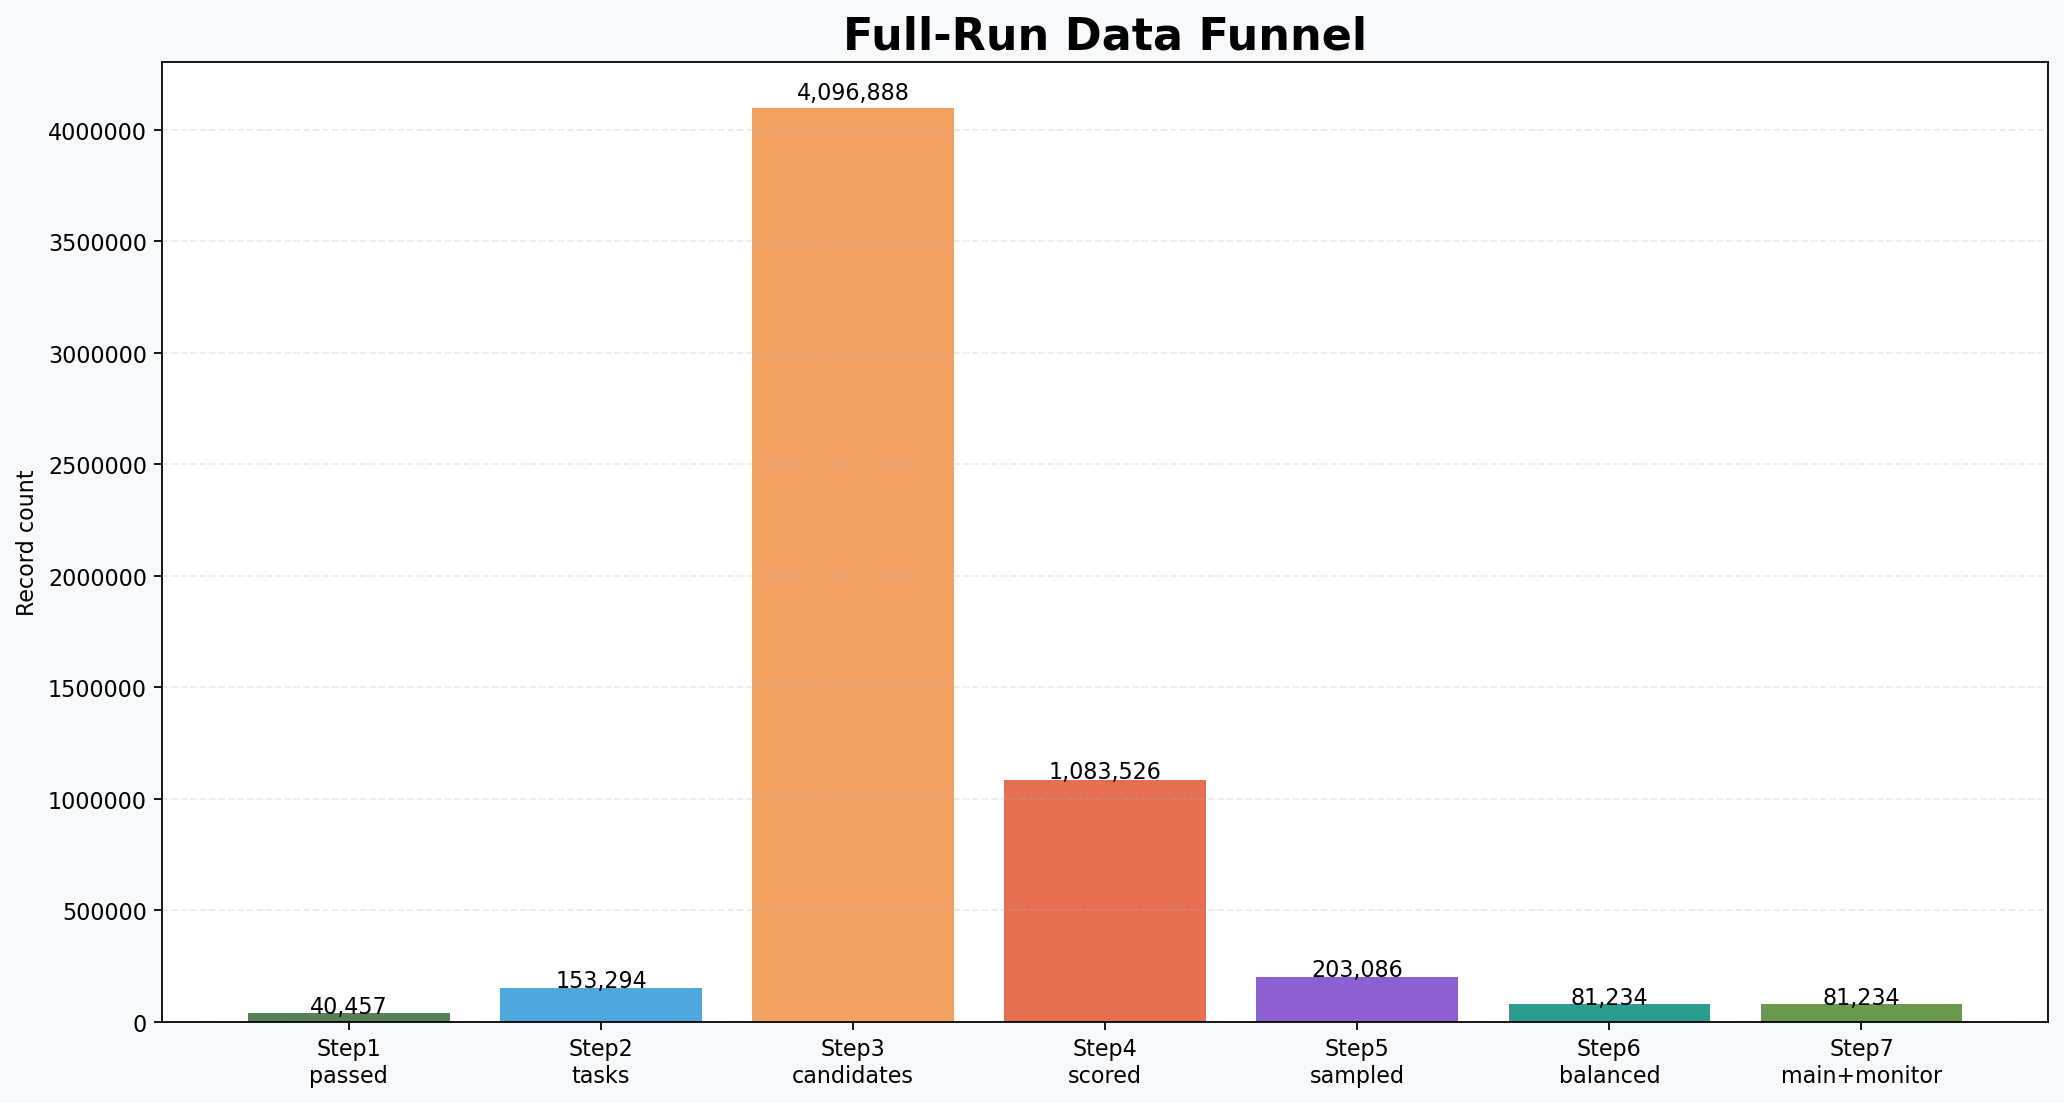 Full-Run Data Funnel
Record count
4000000
3500000
3000000
2500000
2000000
1500000
1000000
500000
0
40,457
153,294
4,096,888
1,083,526
203,086
81,234
81,234
Step1
passed
Step2
tasks
Step3
candidates
Step4
scored
Step5
sampled
Step6
balanced
Step7
main+monitor